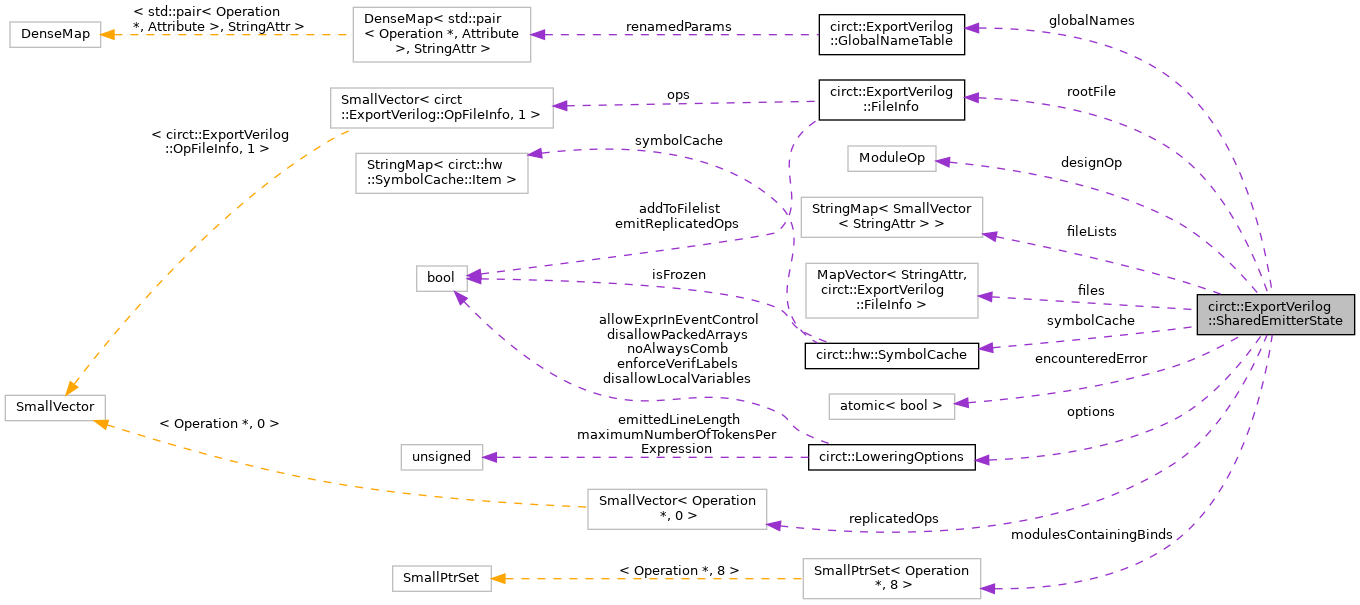 DenseMap
< std::pair< Operation
*, Attribute >, StringAttr >
DenseMap< std::pair
< Operation *, Attribute
>, StringAttr >
renamedParams
circt::ExportVerilog
::GlobalNameTable
globalNames
SmallVector< circt
::ExportVerilog::OpFileInfo, 1 >
ops
circt::ExportVerilog
::FileInfo
rootFile
< circt::ExportVerilog
::OpFileInfo, 1 >
StringMap< circt::hw
::SymbolCache::Item >
symbolCache
ModuleOp
designOp
addToFilelist
emitReplicatedOps
StringMap< SmallVector
< StringAttr > >
fileLists
bool
isFrozen
MapVector< StringAttr,
circt::ExportVerilog
::FileInfo >
files
circt::ExportVerilog
::SharedEmitterState
allowExprInEventControl
disallowPackedArrays
noAlwaysComb
enforceVerifLabels
disallowLocalVariables
circt::hw::SymbolCache
symbolCache
encounteredError
SmallVector
atomic< bool >
options
< Operation *, 0 >
emittedLineLength
maximumNumberOfTokensPer
Expression
unsigned
circt::LoweringOptions
SmallVector< Operation
*, 0 >
replicatedOps
modulesContainingBinds
SmallPtrSet
< Operation *, 8 >
SmallPtrSet< Operation
*, 8 >